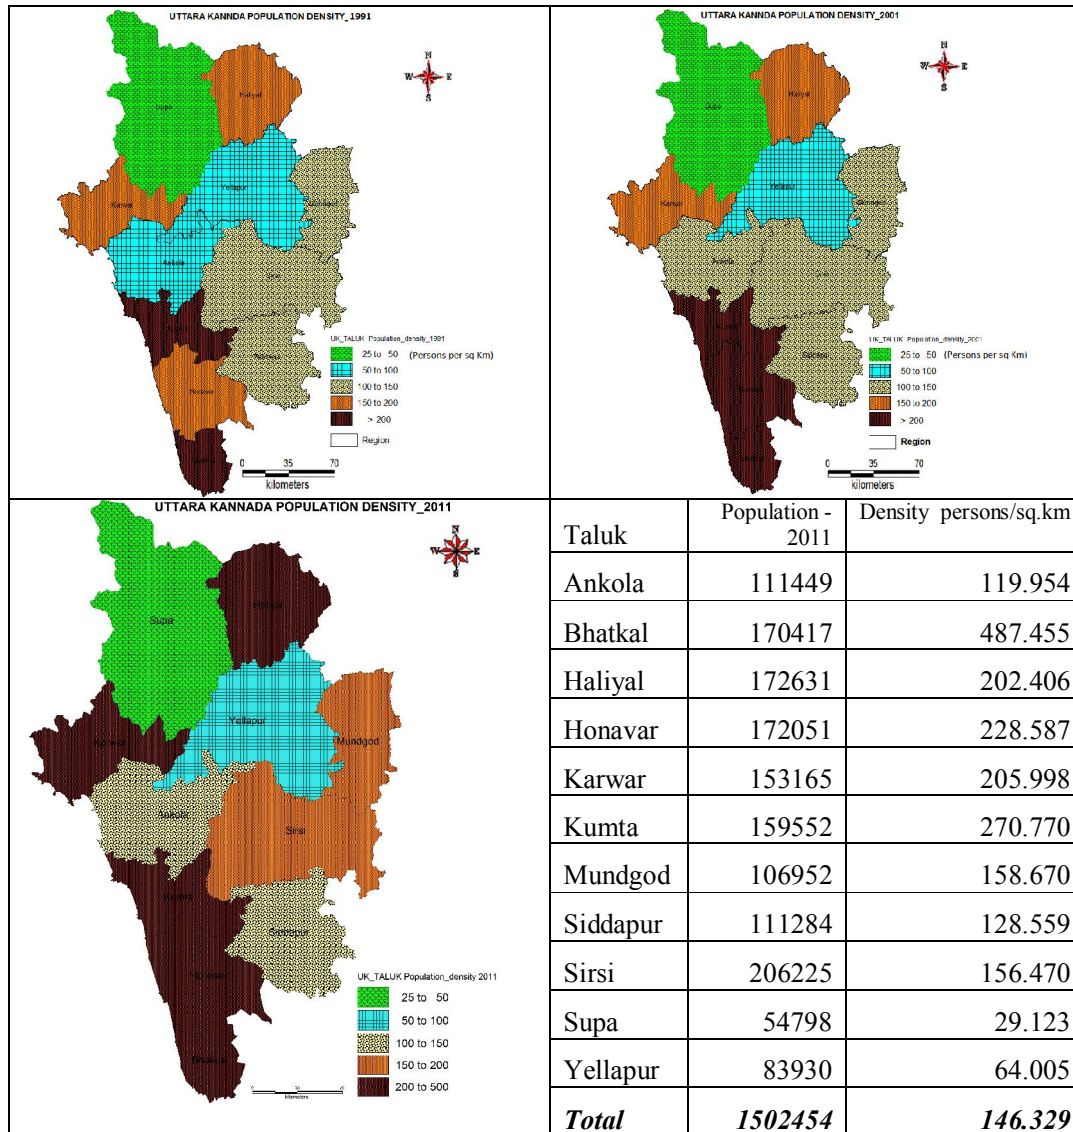 UTTARA KANNDA POPULATION DENSITY_1991
N
W E
S
Supa
Haliyal
Yellapur
Karwar
Ankola
Honavar
UK_TALUK Population_density_1991
25 to 50 (Persons per sq Km)
50 to 100
100 to 150
150 to 200
> 200
Region
0 35 70
kilometers
UTTARA KANNDA POPULATION DENSITY_2001
N
W E
S
Supa
Haliyal
Yellapur
Karwar
Mundgod
Ankola
UK_TALUK Population_density_2001
25 to 50 (Persons per sq Km)
50 to 100
100 to 150
150 to 200
> 200
Region
0 35 70
kilometers
UTTARA KANNADA POPULATION DENSITY_2011
N
W E
S
Supa
Haliyal
Yellapur
Karwar
Mundgod
Ankola
Sirsi
Kumta
Siddapur
Honavar
Bhatkal
UK_TALUK Population_density 2011
25 to 50
50 to 100
100 to 150
150 to 200
200 to 500
kilometers
Taluk Population - 2011 Density persons/sq.km
Ankola 111449 119.954
Bhatkal 170417 487.455
Haliyal 172631 202.406
Honavar 172051 228.587
Karwar 153165 205.998
Kumta 159552 270.770
Mundgod 106952 158.670
Siddapur 111284 128.559
Sirsi 206225 156.470
Supa 54798 29.123
Yellapur 83930 64.005
Total 1502454 146.329